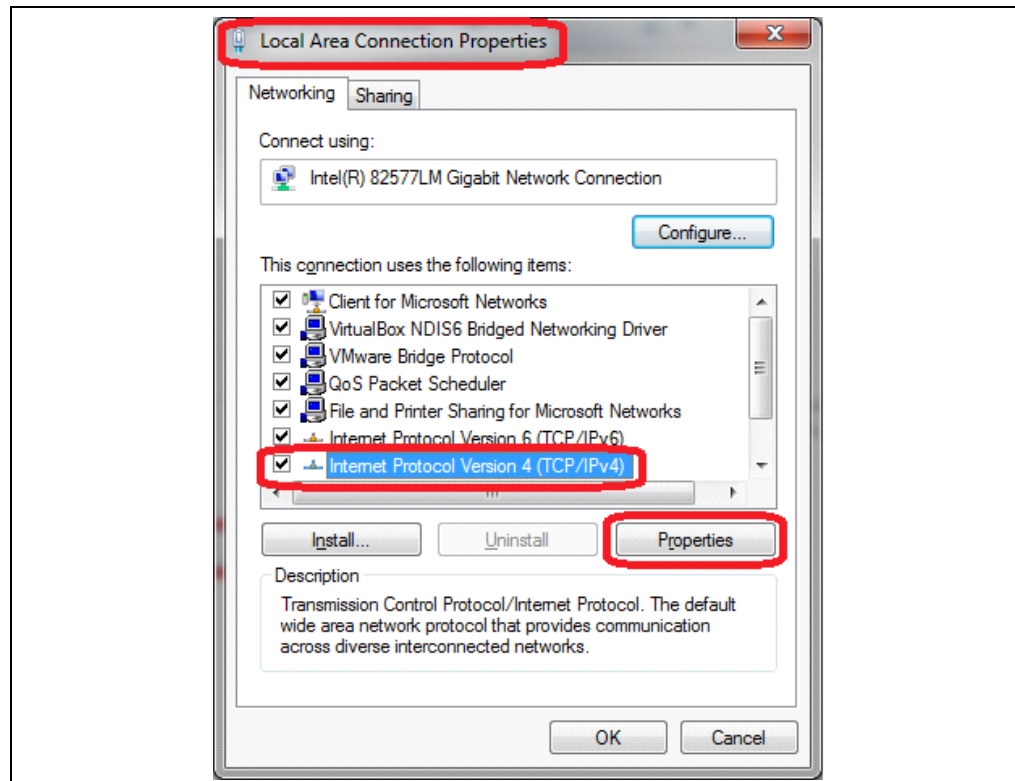 Local Area Connection Properties
Networking Sharing
Connect using:
Intel(R) 82577LM Gigabit Network Connection
Configure...
This connection uses the following items:
Client for Microsoft Networks
VirtualBox NDIS6 Bridged Networking Driver
VMware Bridge Protocol
QoS Packet Scheduler
File and Printer Sharing for Microsoft Networks
Internet Protocol Version 6 (TCP/IPv6)
Internet Protocol Version 4 (TCP/IPv4)
Install... Uninstall Properties
Description
Transmission Control Protocol/Internet Protocol. The default
wide area network protocol that provides communication
across diverse interconnected networks.
OK Cancel